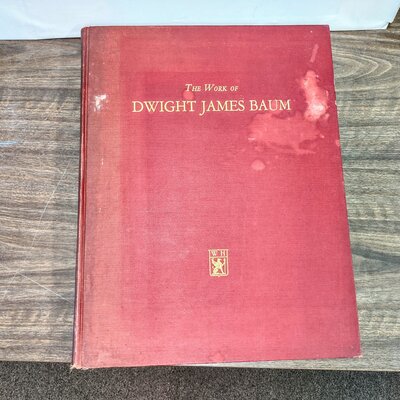 The Work of
DWIGHT JAMES BAUM
W H